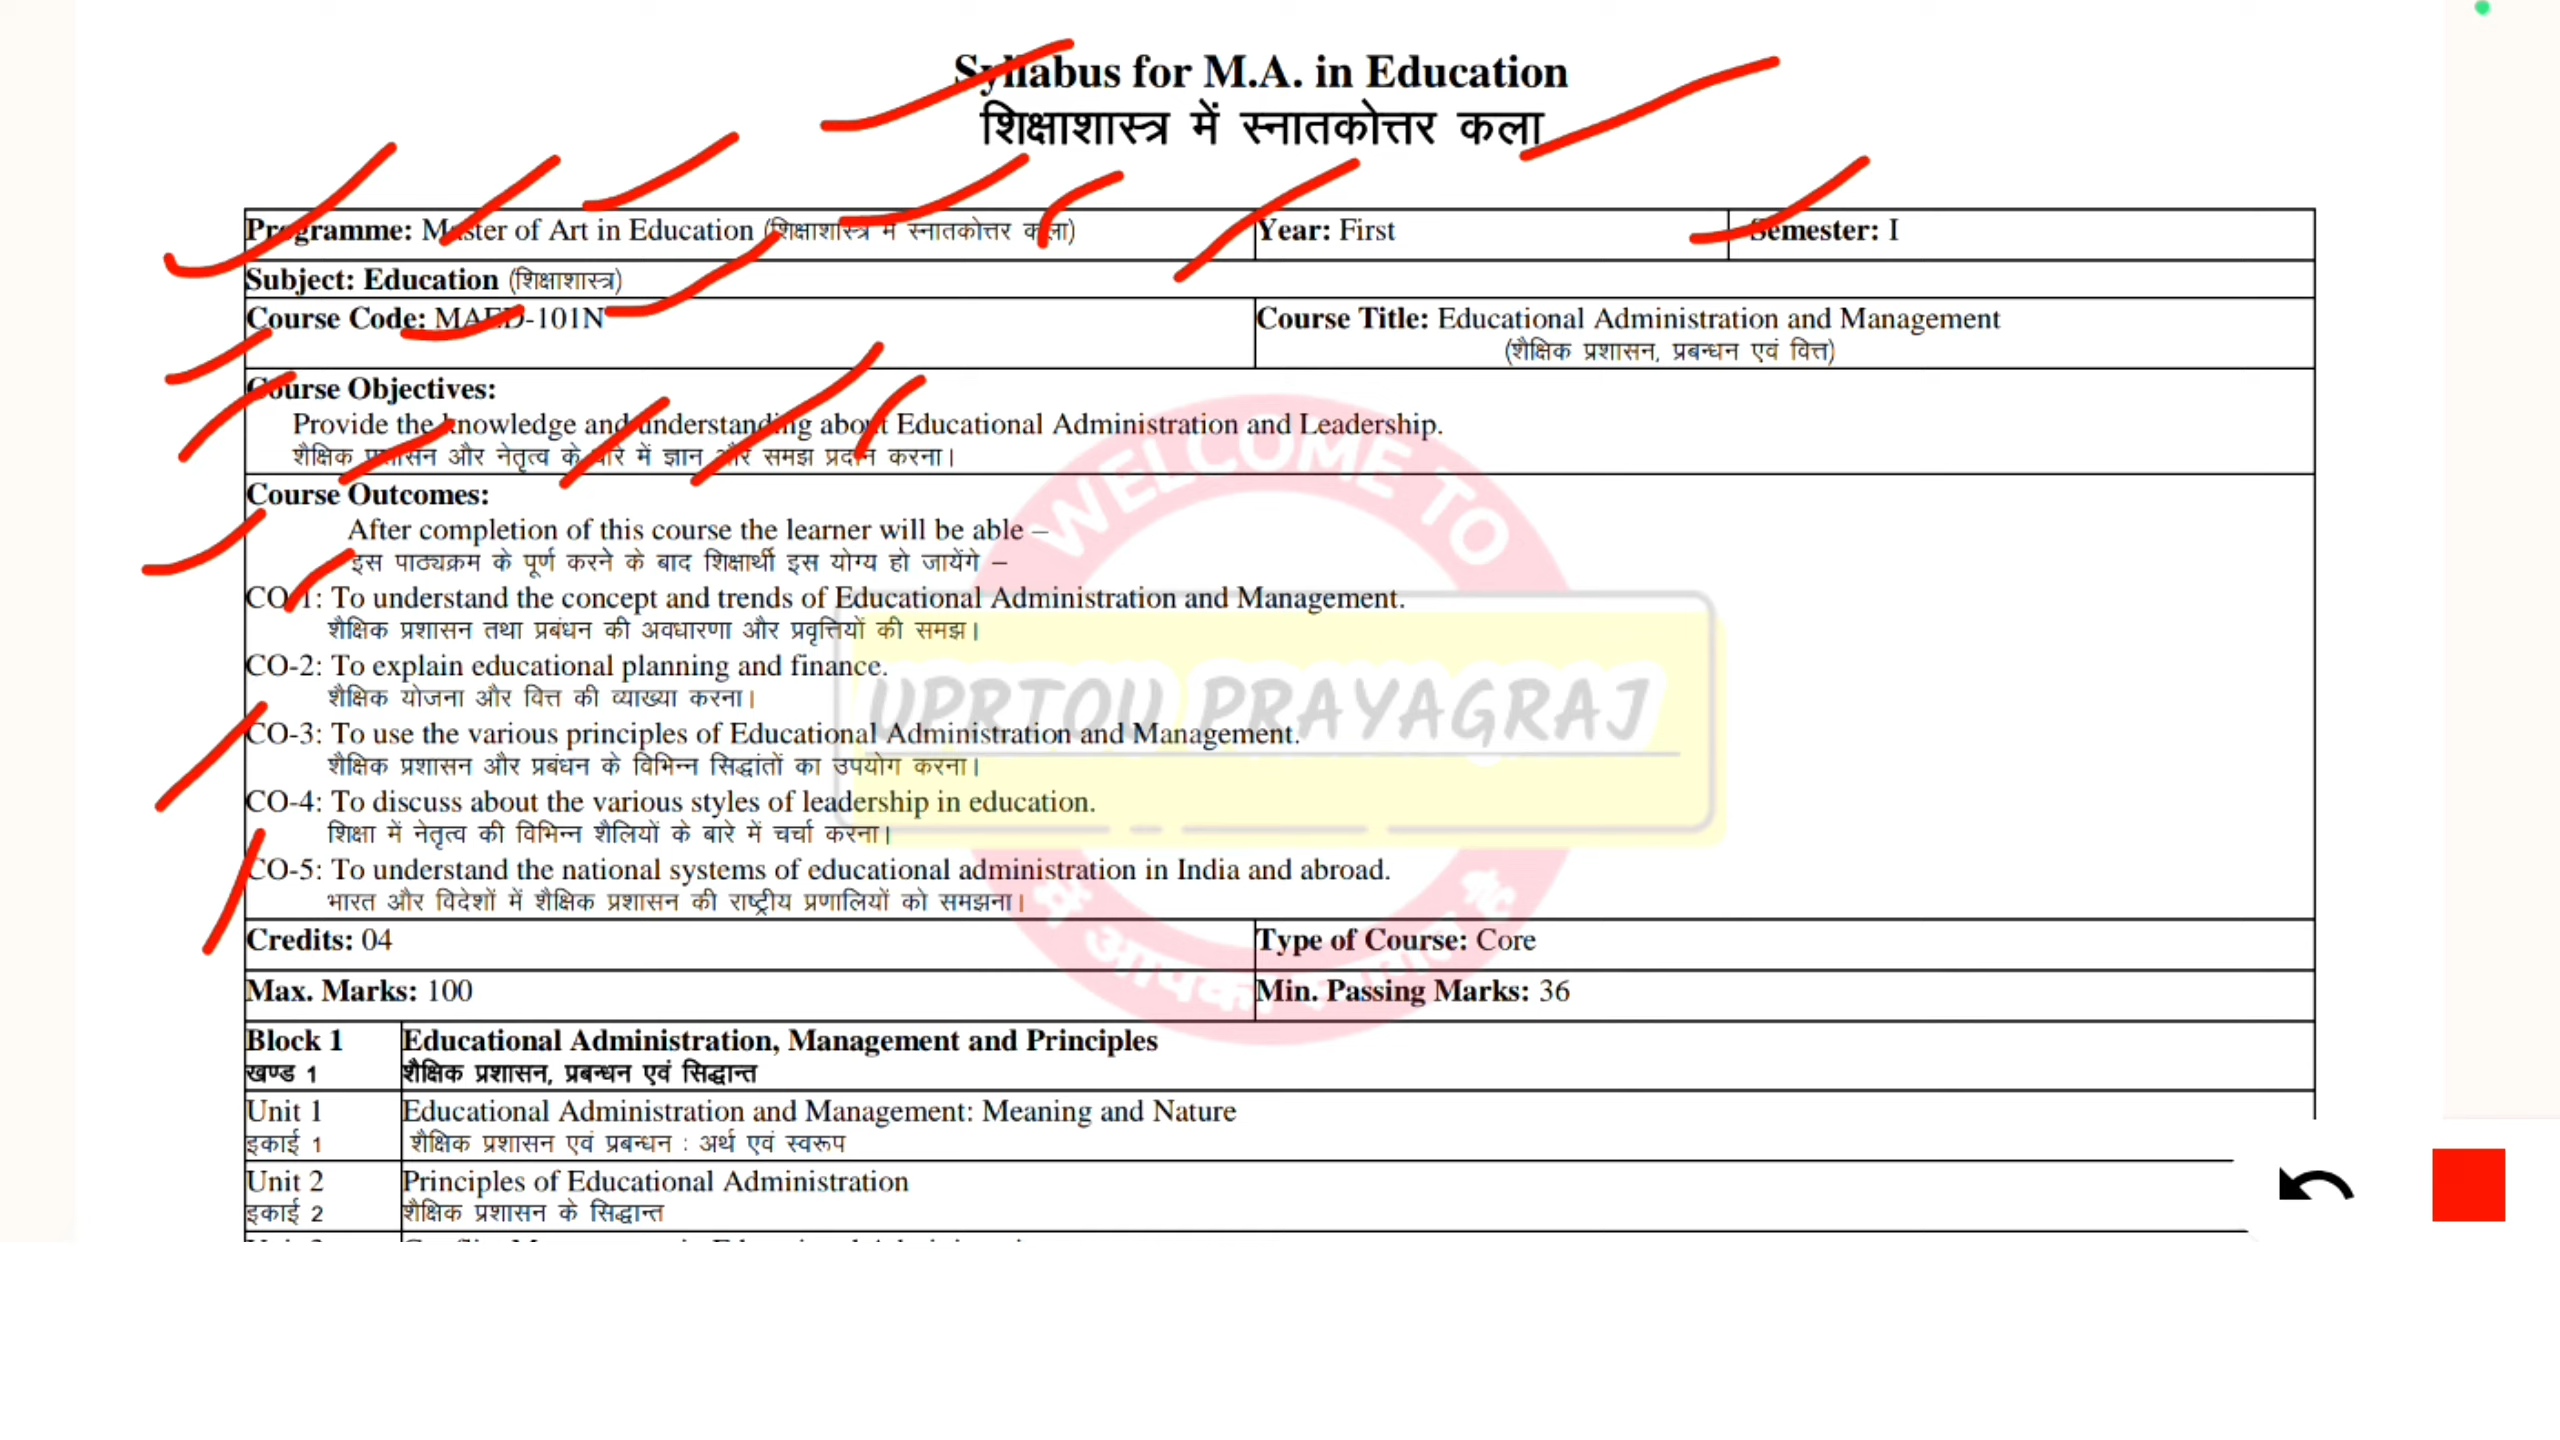 Syllabus for M.A. in Education
शिक्षाशास्त्र में स्नातकोत्तर कला
Programme: Master of Art in Education (शिक्षाशास्त्र में स्नातकोत्तर कला) Year: First Semester: I
Subject: Education (शिक्षाशास्त्र)
Course Code: MAED-101N Course Title: Educational Administration and Management
(शैक्षिक प्रशासन, प्रबन्धन एवं वित्त)
Course Objectives:
Provide the knowledge and understanding about Educational Administration and Leadership.
शैक्षिक प्रशासन और नेतृत्व के बारे में ज्ञान और समझ प्रदान करना।
Course Outcomes:
After completion of this course the learner will be able –
इस पाठ्यक्रम के पूर्ण करने के बाद शिक्षार्थी इस योग्य हो जायेंगे –
CO-1: To understand the concept and trends of Educational Administration and Management.
शैक्षिक प्रशासन तथा प्रबंधन की अवधारणा और प्रवृत्तियों की समझ।
CO-2: To explain educational planning and finance.
शैक्षिक योजना और वित्त की व्याख्या करना।
CO-3: To use the various principles of Educational Administration and Management.
शैक्षिक प्रशासन और प्रबंधन के विभिन्न सिद्धांतों का उपयोग करना।
CO-4: To discuss about the various styles of leadership in education.
शिक्षा में नेतृत्व की विभिन्न शैलियों के बारे में चर्चा करना।
CO-5: To understand the national systems of educational administration in India and abroad.
भारत और विदेशों में शैक्षिक प्रशासन की राष्ट्रीय प्रणालियों को समझना।
Credits: 04 Type of Course: Core
Max. Marks: 100 Min. Passing Marks: 36
Block 1 Educational Administration, Management and Principles
खण्ड 1 शैक्षिक प्रशासन, प्रबन्धन एवं सिद्धान्त
Unit 1 Educational Administration and Management: Meaning and Nature
इकाई 1 शैक्षिक प्रशासन एवं प्रबन्धन : अर्थ एवं स्वरूप
Unit 2 Principles of Educational Administration
इकाई 2 शैक्षिक प्रशासन के सिद्धान्त
WELCOME TO
UPRTOU PRAYAGRAJ
में आपका